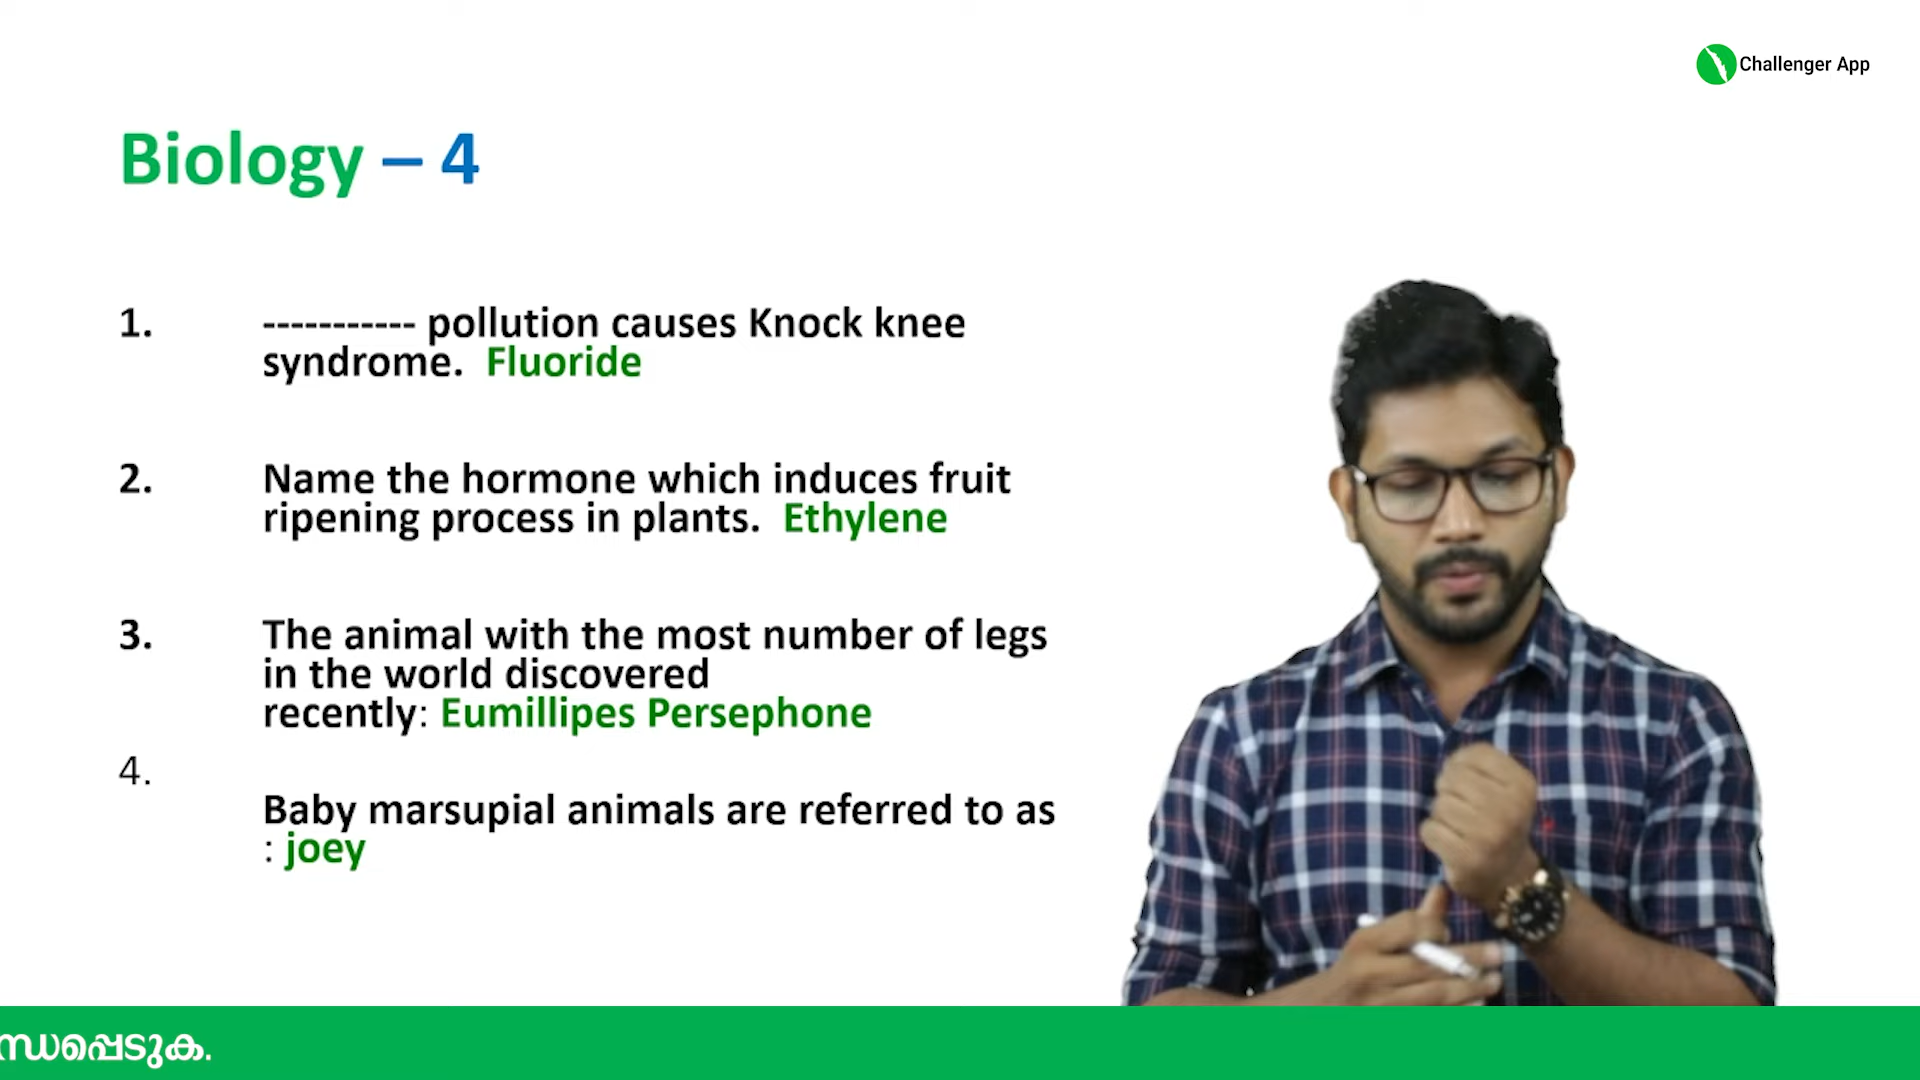 Challenger App
Biology – 4
1. ----------- pollution causes Knock knee
syndrome. Fluoride
2. Name the hormone which induces fruit
ripening process in plants. Ethylene
3. The animal with the most number of legs
in the world discovered
recently: Eumillipes Persephone
4.
Baby marsupial animals are referred to as
: joey
ന്ധപ്പെടുക.